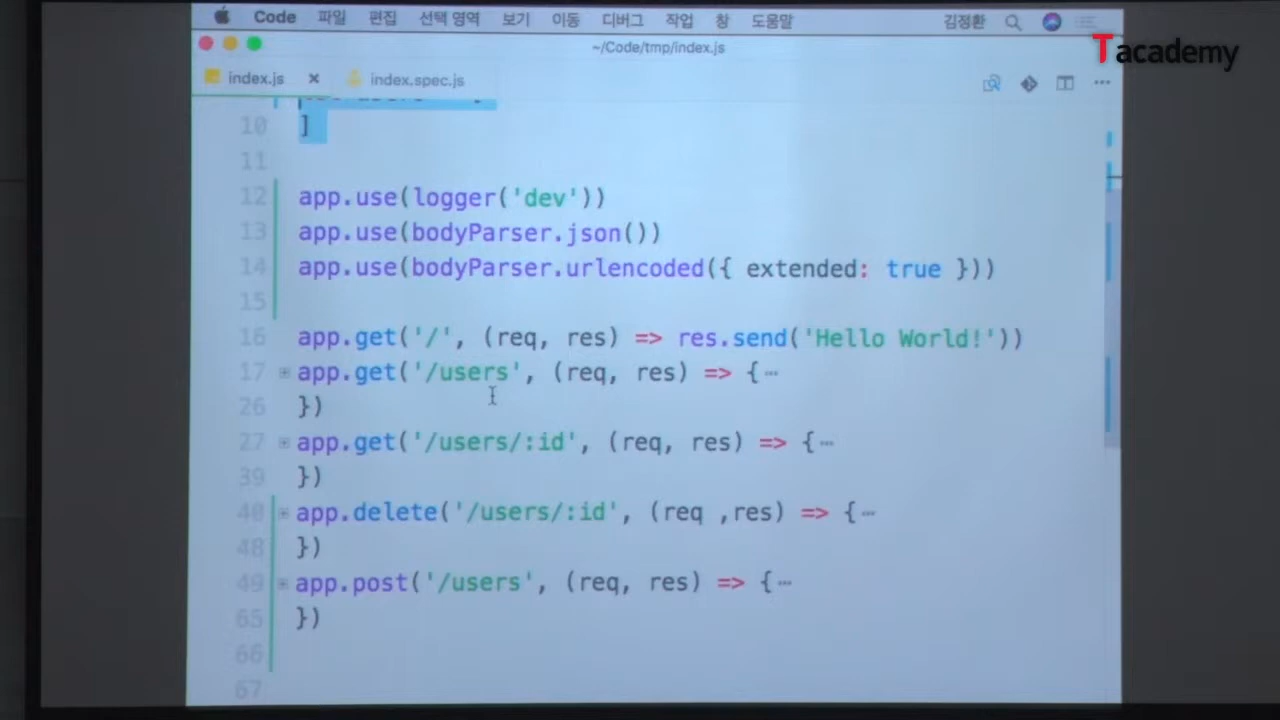 Code 파일 편집 선택 영역 보기 이동 디버그 작업 창 도움말 김정환
~/Code/tmp/index.js
Tacademy
index.js × index.spec.js
10 ]
11
12 app.use(logger('dev'))
13 app.use(bodyParser.json())
14 app.use(bodyParser.urlencoded({ extended: true }))
15
16 app.get('/', (req, res) => res.send('Hello World!'))
17 app.get('/users', (req, res) => {⋯
26 })
27 app.get('/users/:id', (req, res) => {⋯
39 })
40 app.delete('/users/:id', (req ,res) => {⋯
48 })
49 app.post('/users', (req, res) => {⋯
65 })
66
67